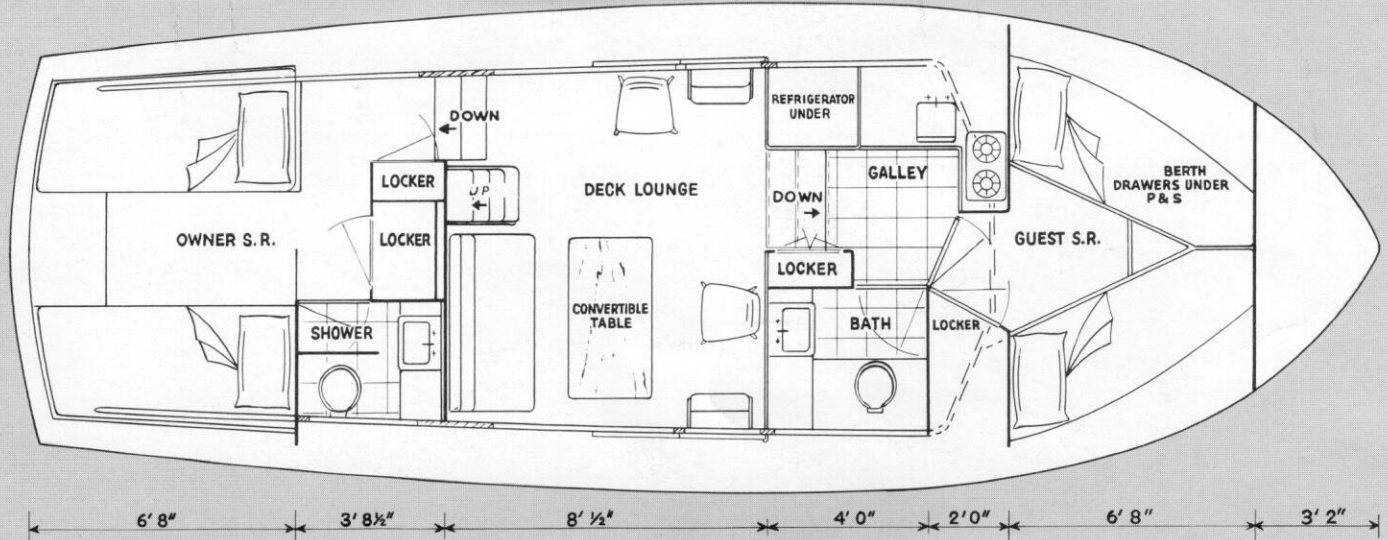 DOWN
REFRIGERATOR
UNDER
LOCKER
UP
DECK LOUNGE
GALLEY
BERTH
DRAWERS UNDER
P & S
DOWN
OWNER S.R.
LOCKER
GUEST S.R.
LOCKER
CONVERTIBLE
TABLE
SHOWER
BATH
LOCKER
6' 8"
3' 8½"
8' ½"
4' 0"
2' 0"
6' 8"
3' 2"